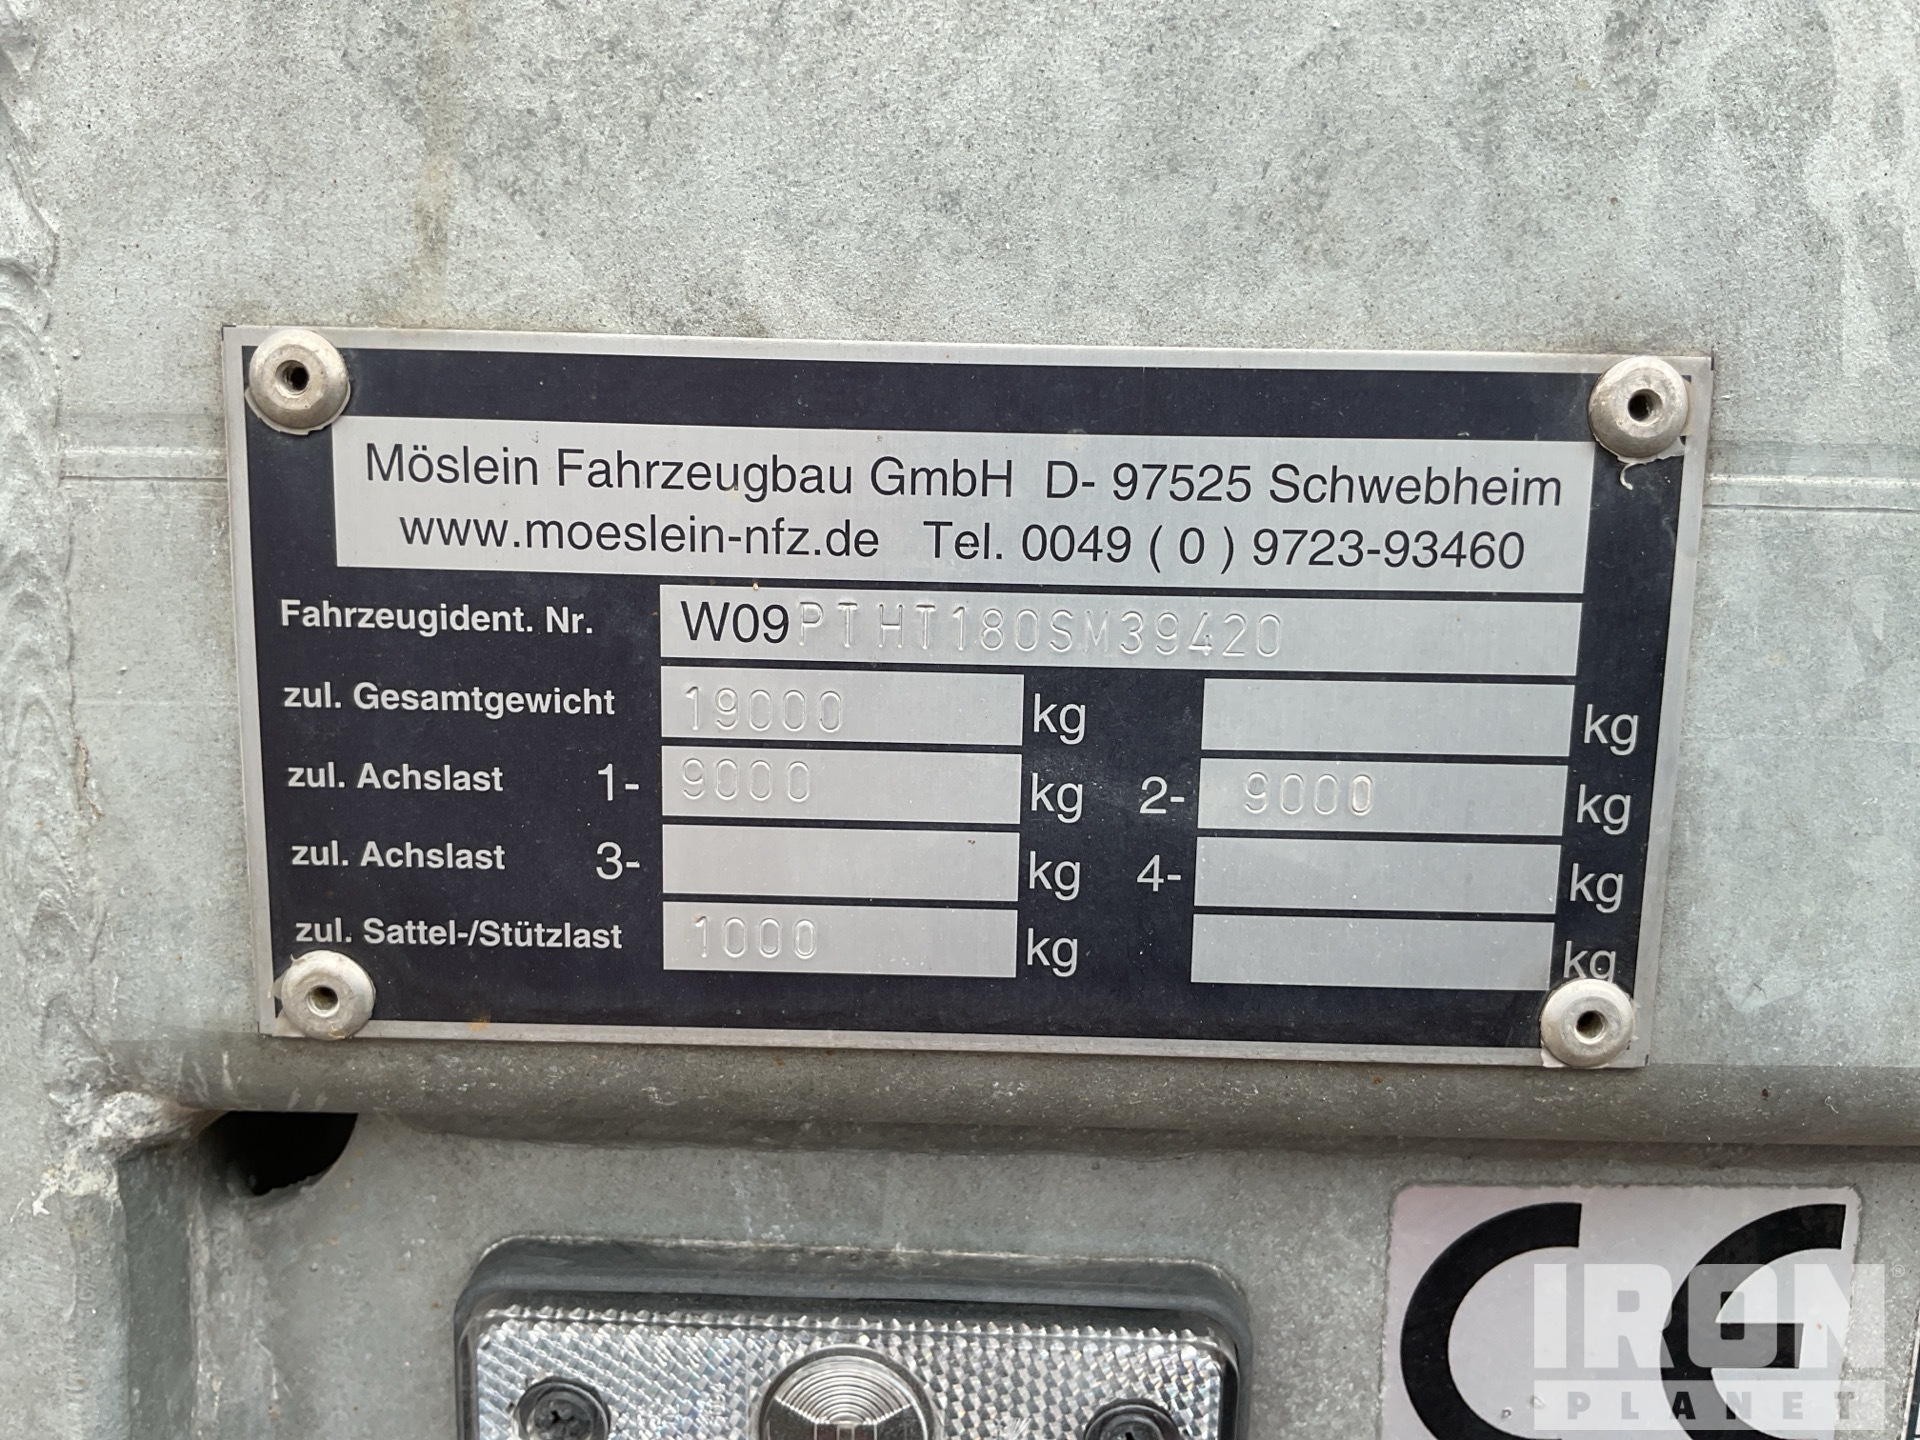 Möslein Fahrzeugbau GmbH D- 97525 Schwebheim
www.moeslein-nfz.de Tel. 0049 ( 0 ) 9723-93460
Fahrzeugident. Nr. W09PTHT180SM39420
zul. Gesamtgewicht 19000 kg kg
zul. Achslast 1- 9000 kg 2- 9000 kg
zul. Achslast 3- kg 4- kg
zul. Sattel-/Stützlast 1000 kg kg
CE
IRON
PLANET